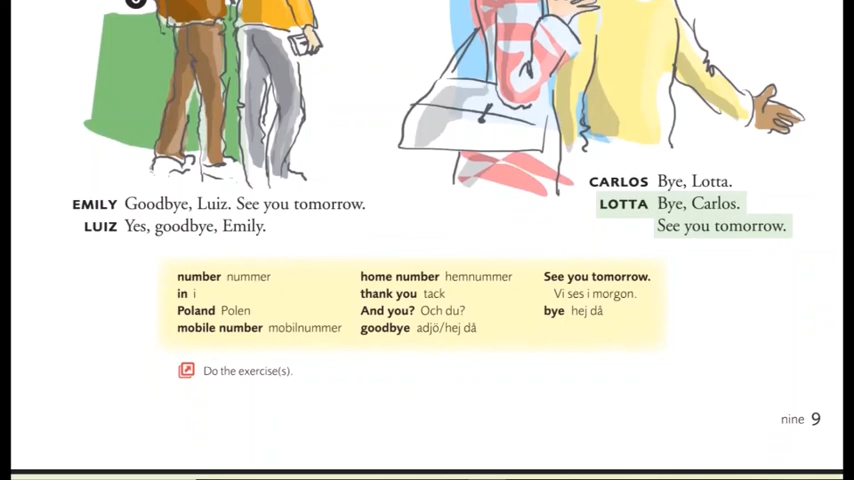 EMILY Goodbye, Luiz. See you tomorrow.
LUIZ Yes, goodbye, Emily.
CARLOS Bye, Lotta.
LOTTA Bye, Carlos.
See you tomorrow.
number nummer
in i
Poland Polen
mobile number mobilnummer
home number hemnummer
thank you tack
And you? Och du?
goodbye adjö/hej då
See you tomorrow.
Vi ses i morgon.
bye hej då
Do the exercise(s).
nine 9